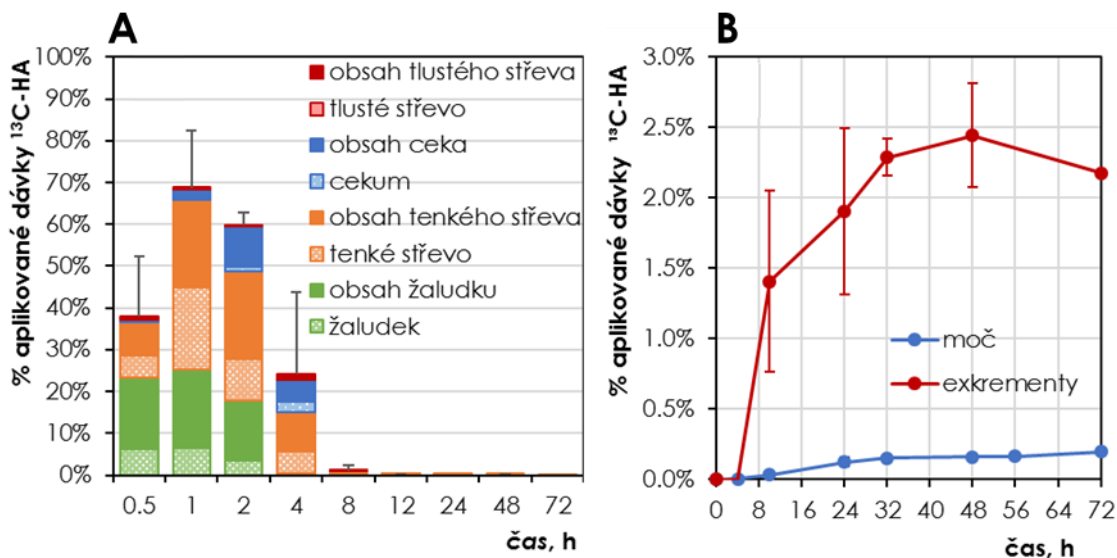 A
% aplikované dávky ¹³C-HA
100%
90%
80%
70%
60%
50%
40%
30%
20%
10%
0%
obsah tlustého střeva
tlusté střevo
obsah ceka
cekum
obsah tenkého střeva
tenké střevo
obsah žaludku
žaludek
0.5 1 2 4 8 12 24 48 72
čas, h
B
% aplikované dávky ¹³C-HA
3.0%
2.5%
2.0%
1.5%
1.0%
0.5%
0.0%
moč
exkrementy
0 8 16 24 32 40 48 56 64 72
čas, h